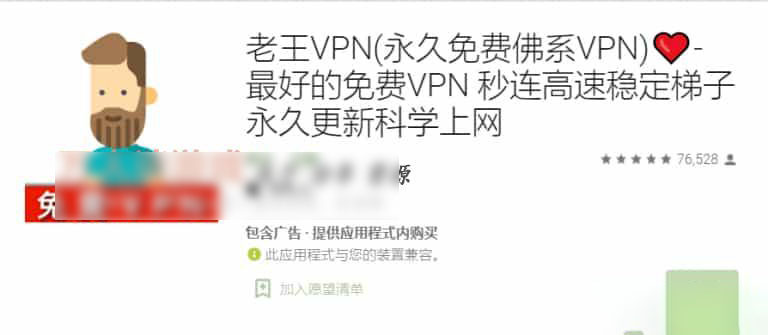 老王VPN(永久免费佛系VPN)❤️-
最好的免费VPN 秒连高速稳定梯子
永久更新科学上网
76,528
源
免
包含广告 · 提供应用程式内购买
此应用程式与您的装置兼容。
加入愿望清单